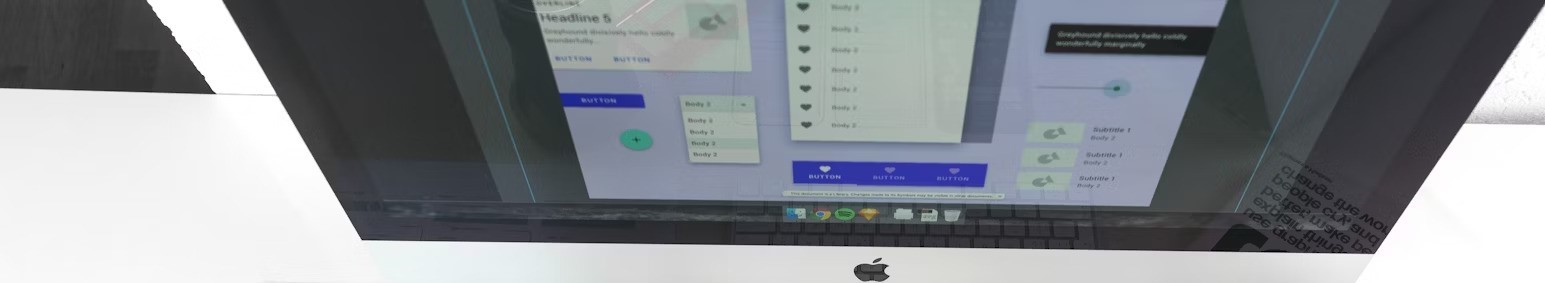 OVERLINE
Headline 5
Greyhound divisively hello coldly
wonderfully...
BUTTON BUTTON
BUTTON
Body 2
Body 2
Body 2
Body 2
Body 2
Body 2
Body 2
Body 2
Body 2
Body 2
Body 2
Body 2
Body 2
BUTTON BUTTON BUTTON
Greyhound divisively hello coldly
wonderfully marginally
Subtitle 1
Body 2
Subtitle 1
Body 2
Subtitle 1
Body 2